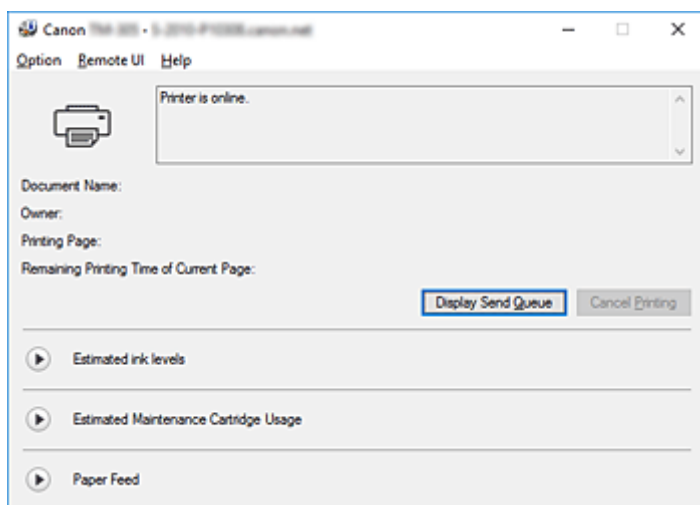 Canon
Option Remote UI Help
Printer is online.
Document Name:
Owner:
Printing Page:
Remaining Printing Time of Current Page:
Display Send Queue Cancel Printing
Estimated ink levels
Estimated Maintenance Cartridge Usage
Paper Feed